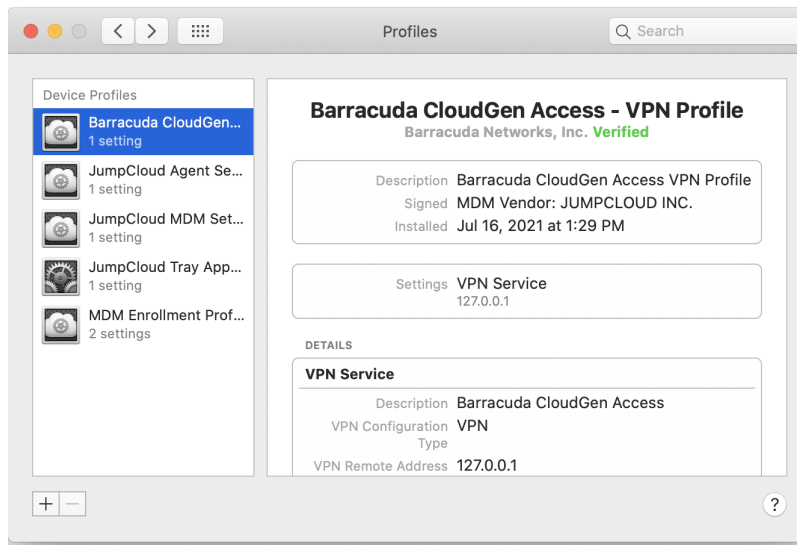 Profiles
Search
Device Profiles
Barracuda CloudGen...
1 setting
JumpCloud Agent Se...
1 setting
JumpCloud MDM Set...
1 setting
JumpCloud Tray App...
1 setting
MDM Enrollment Prof...
2 settings
Barracuda CloudGen Access - VPN Profile
Barracuda Networks, Inc. Verified
Description Barracuda CloudGen Access VPN Profile
Signed MDM Vendor: JUMPCLOUD INC.
Installed Jul 16, 2021 at 1:29 PM
Settings VPN Service
127.0.0.1
DETAILS
VPN Service
Description Barracuda CloudGen Access
VPN Configuration VPN
Type
VPN Remote Address 127.0.0.1
?